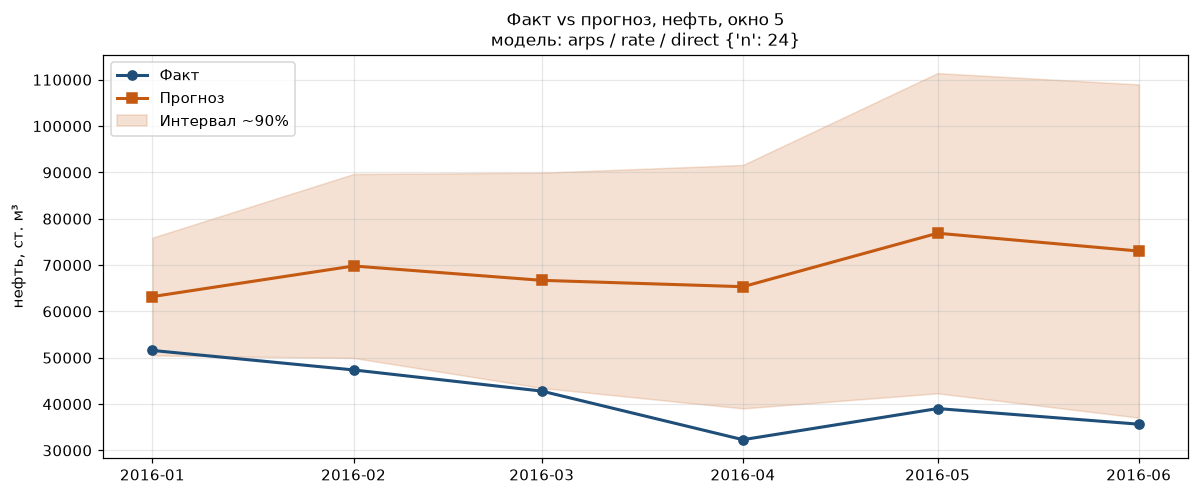 Факт vs прогноз, нефть, окно 5
модель: arps / rate / direct {'n': 24}
Факт
Прогноз
Интервал ~90%
нефть, ст. м³
110000
100000
90000
80000
70000
60000
50000
40000
30000
2016-01
2016-02
2016-03
2016-04
2016-05
2016-06